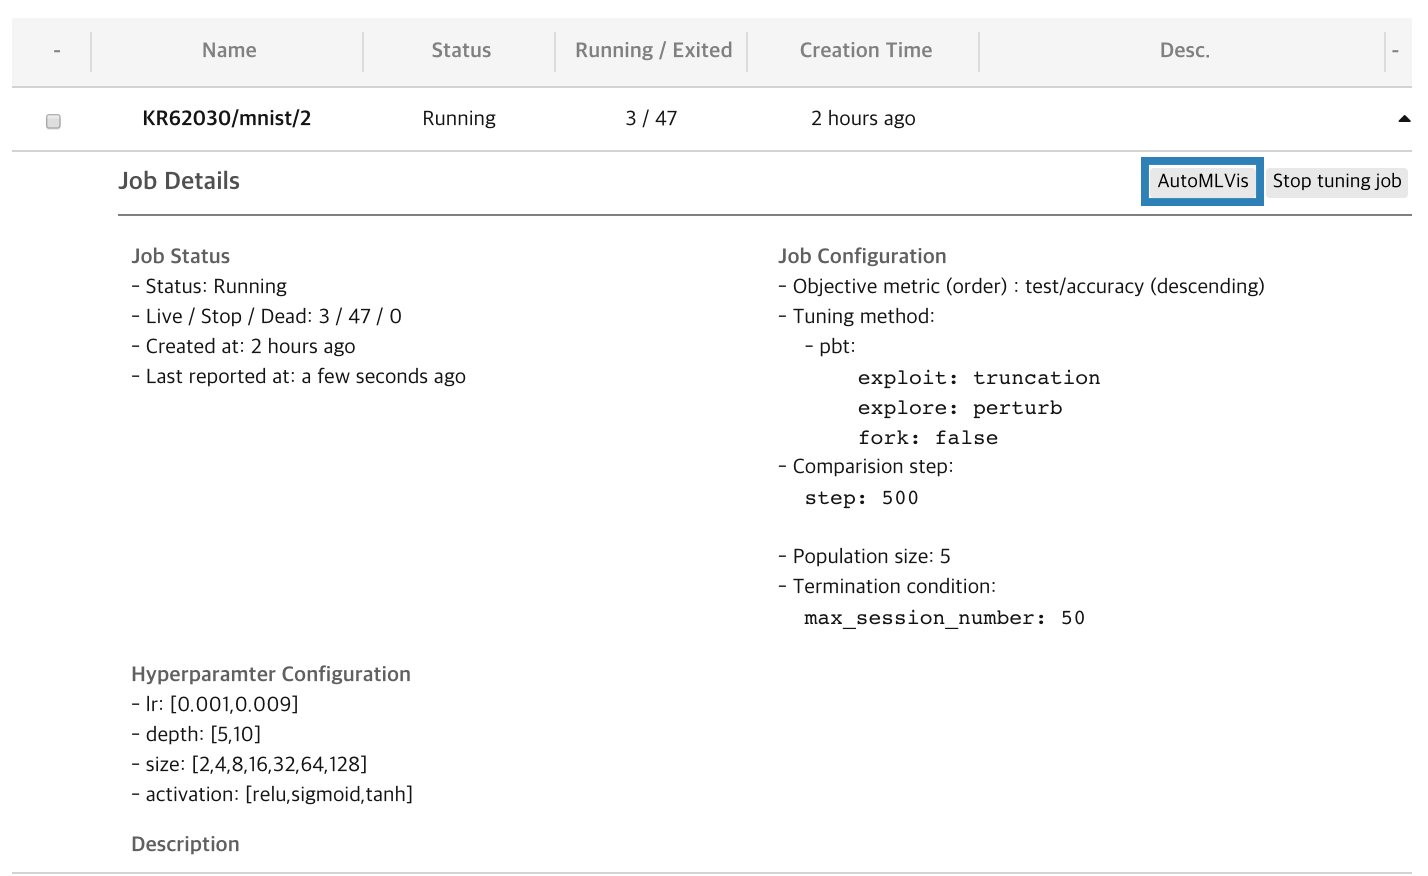 - Name Status Running / Exited Creation Time Desc. -
KR62030/mnist/2 Running 3 / 47 2 hours ago
Job Details AutoMLVis Stop tuning job
Job Status
- Status: Running
- Live / Stop / Dead: 3 / 47 / 0
- Created at: 2 hours ago
- Last reported at: a few seconds ago
Job Configuration
- Objective metric (order) : test/accuracy (descending)
- Tuning method:
- pbt:
exploit: truncation
explore: perturb
fork: false
- Comparision step:
step: 500
- Population size: 5
- Termination condition:
max_session_number: 50
Hyperparamter Configuration
- lr: [0.001,0.009]
- depth: [5,10]
- size: [2,4,8,16,32,64,128]
- activation: [relu,sigmoid,tanh]
Description